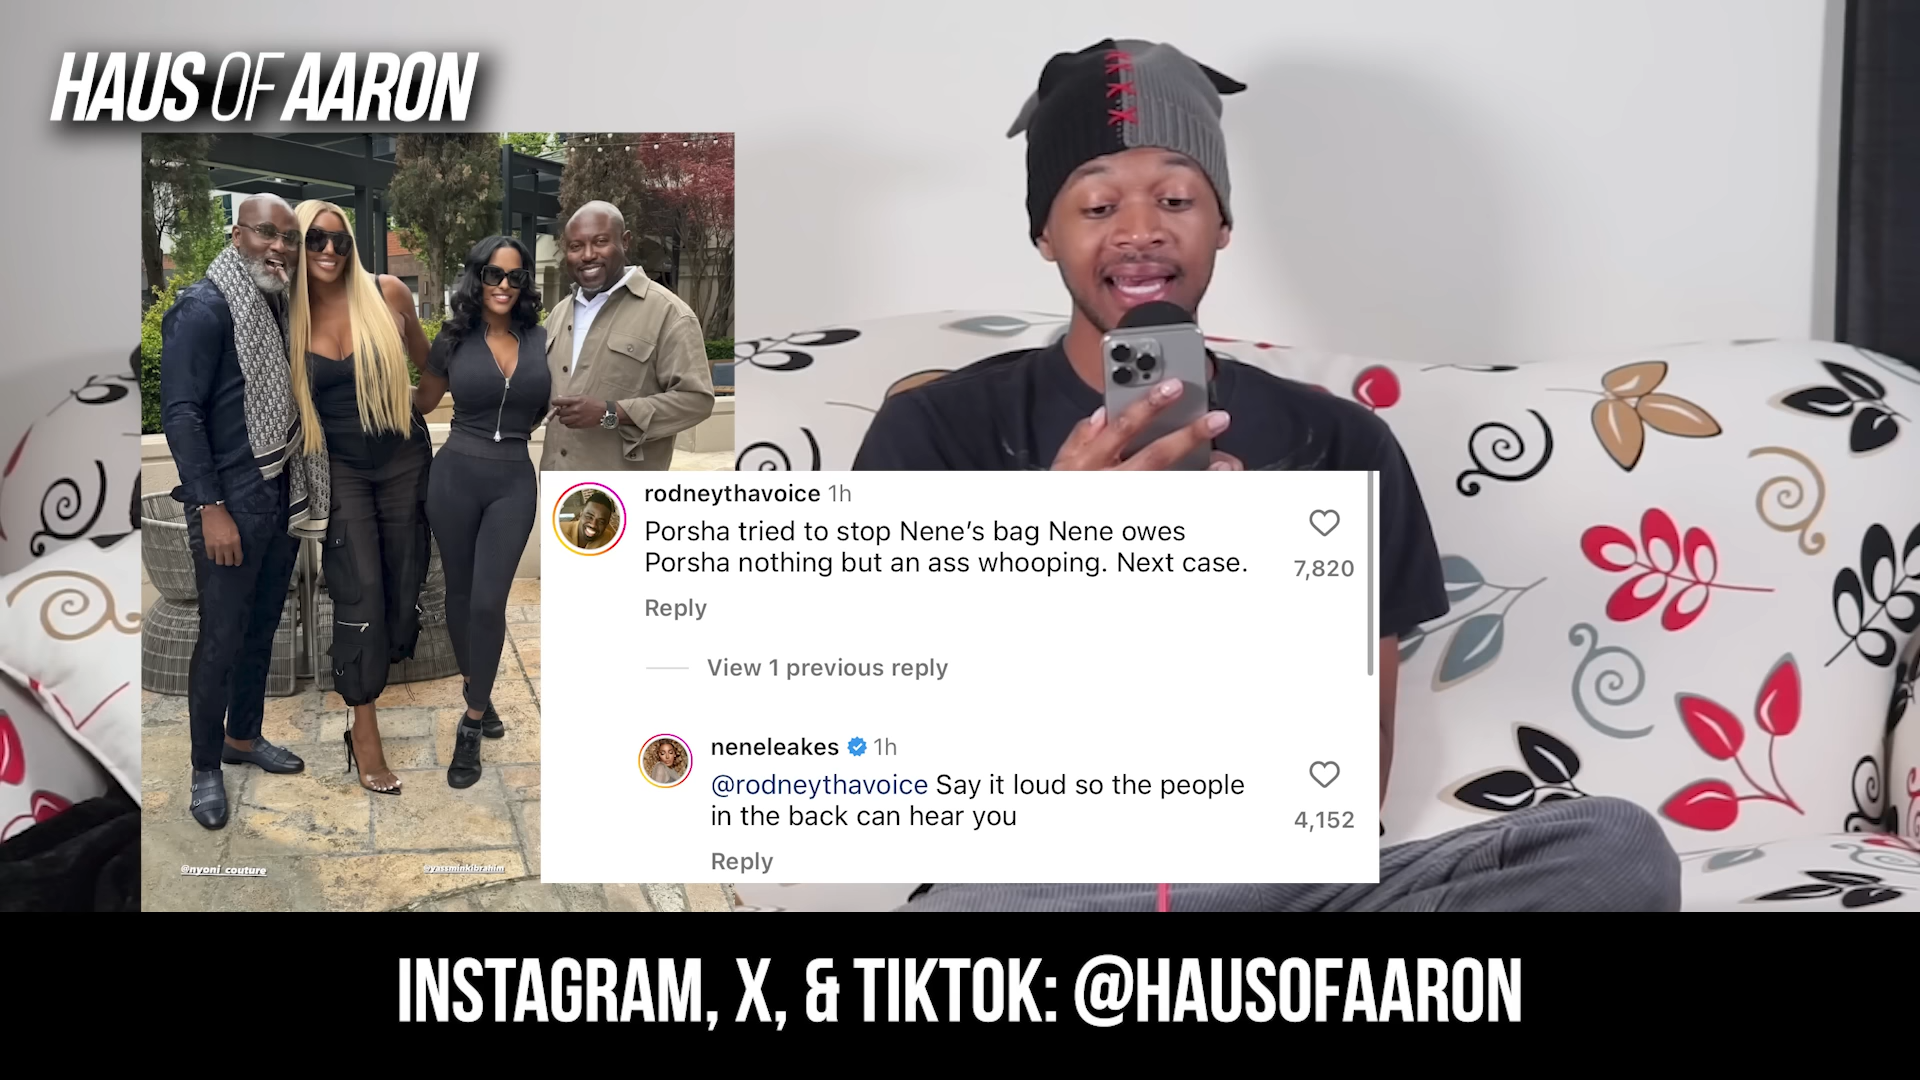 HAUS OF AARON
rodneythavoice 1h
Porsha tried to stop Nene’s bag Nene owes
Porsha nothing but an ass whooping. Next case.
7,820
Reply
View 1 previous reply
neneleakes 1h
@rodneythavoice Say it loud so the people
in the back can hear you
4,152
Reply
@nyoni_couture
@yassminkibrahim
INSTAGRAM, X, & TIKTOK: @HAUSOFAARON